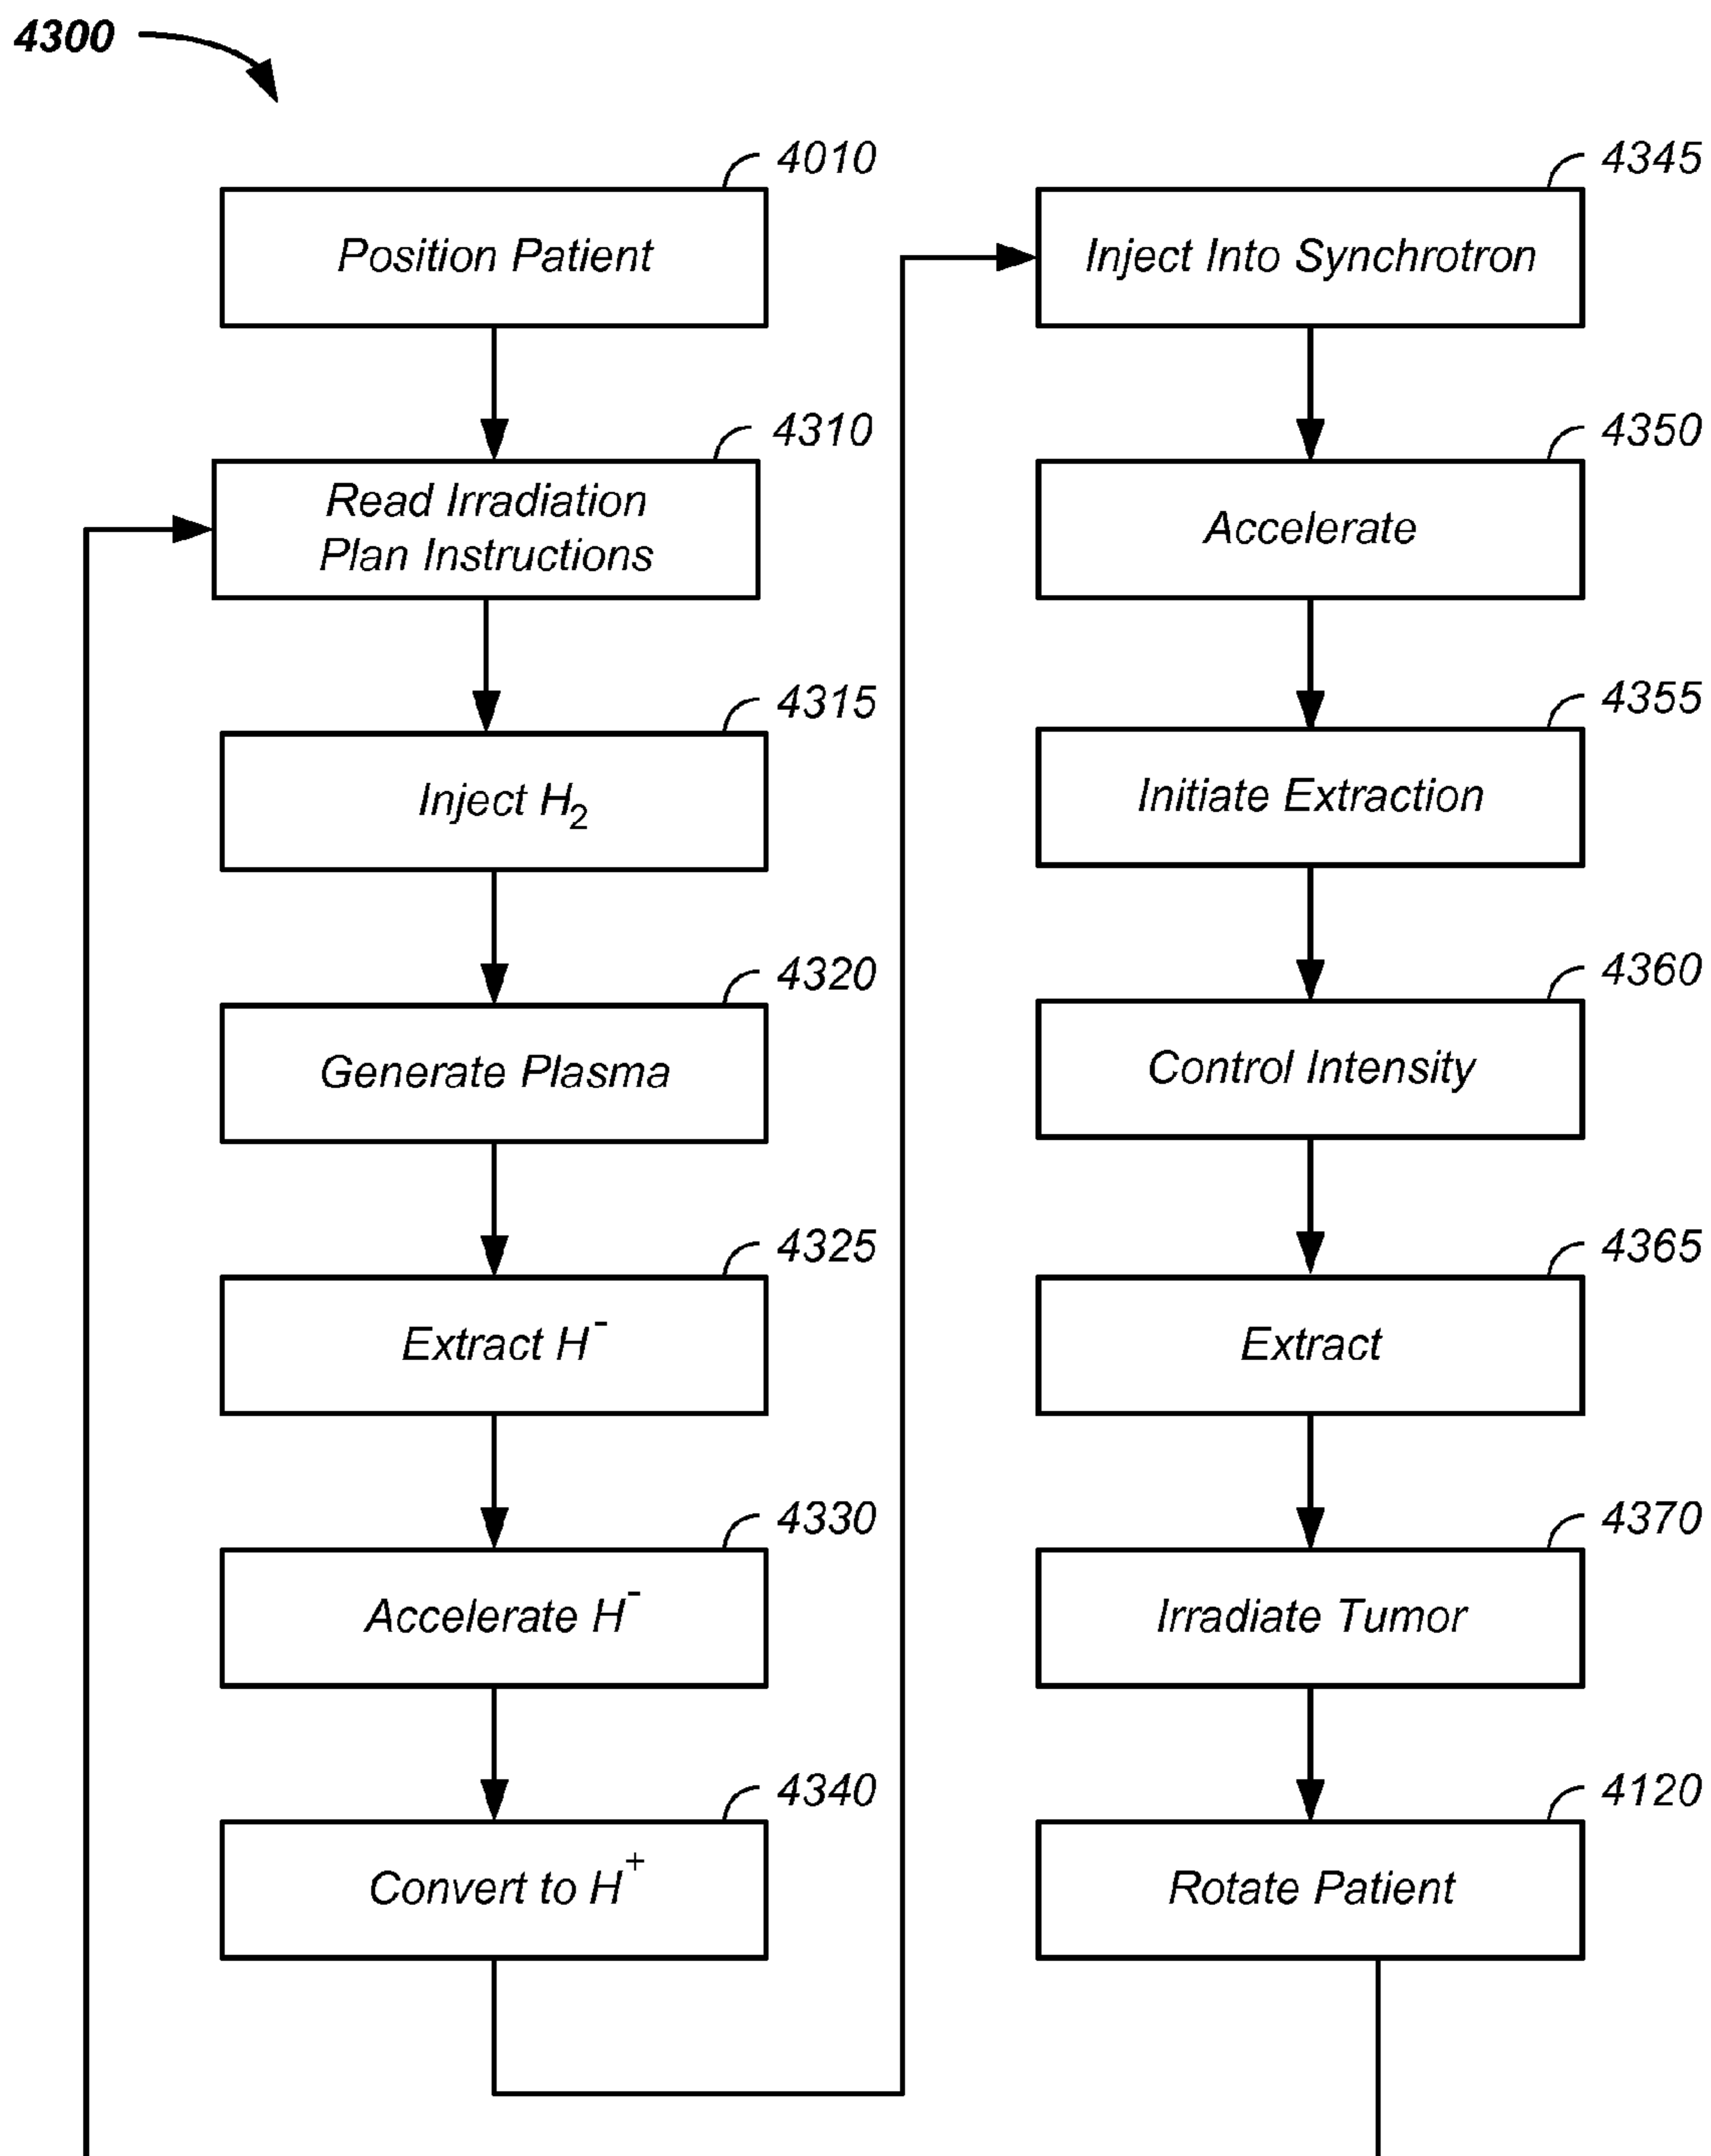 4300
4010
Position Patient
4310
Read Irradiation
Plan Instructions
4315
Inject H₂
4320
Generate Plasma
4325
Extract H⁻
4330
Accelerate H⁻
4340
Convert to H⁺
4345
Inject Into Synchrotron
4350
Accelerate
4355
Initiate Extraction
4360
Control Intensity
4365
Extract
4370
Irradiate Tumor
4120
Rotate Patient